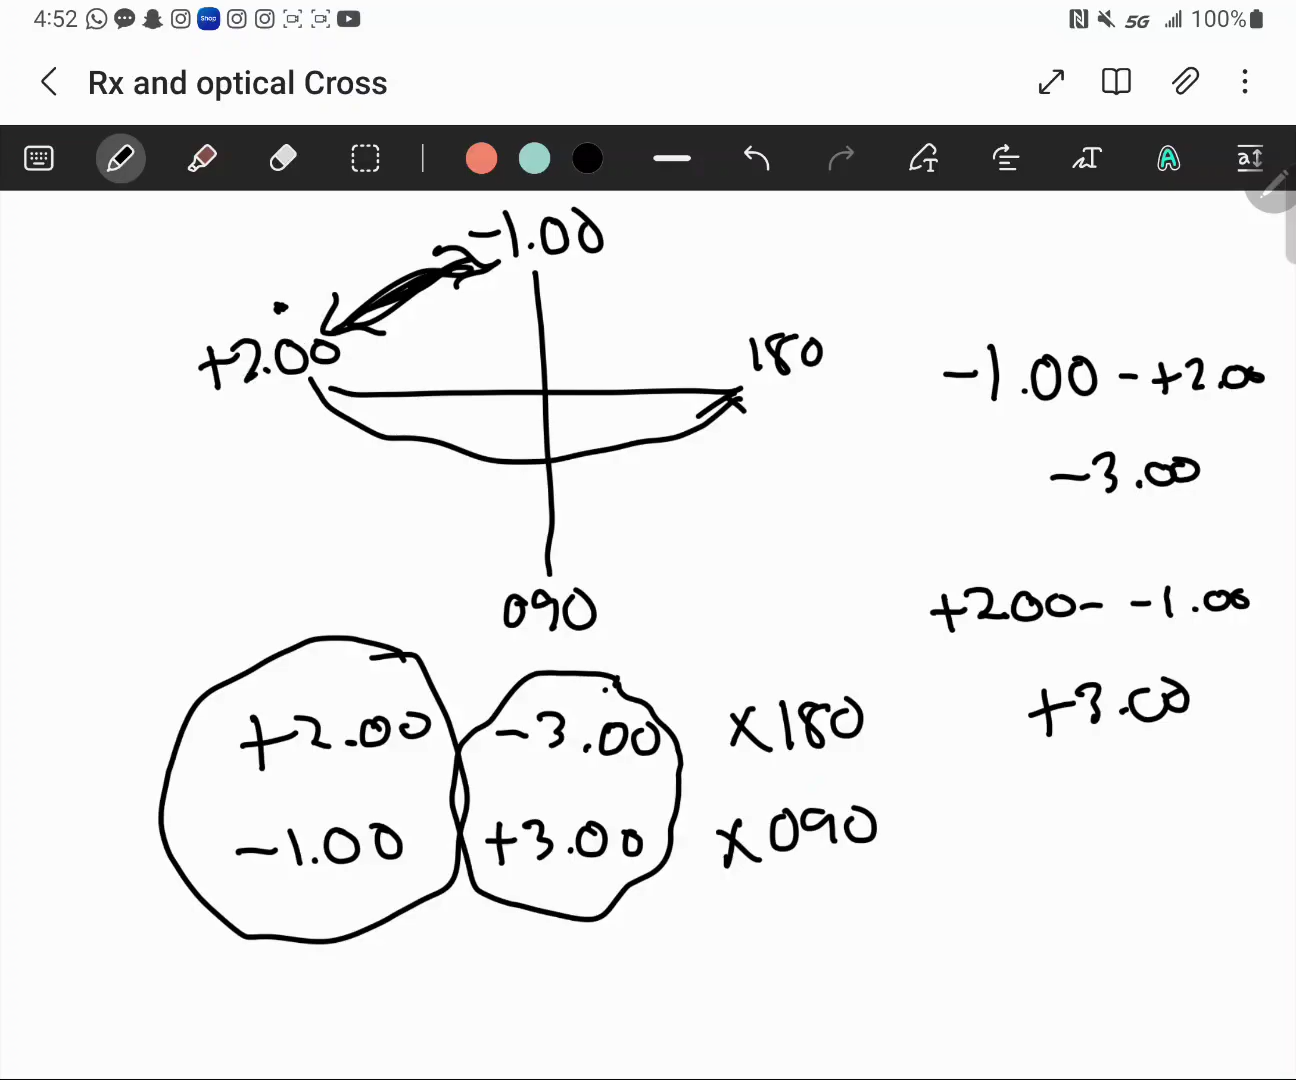 4:52 Shop 5G 100%
Rx and optical Cross
-1.00
+2.00 180
-1.00 - +2.00
-3.00
090
+2.00- -1.00
+2.00 -3.00 x180
+3.00
-1.00 +3.00 x090